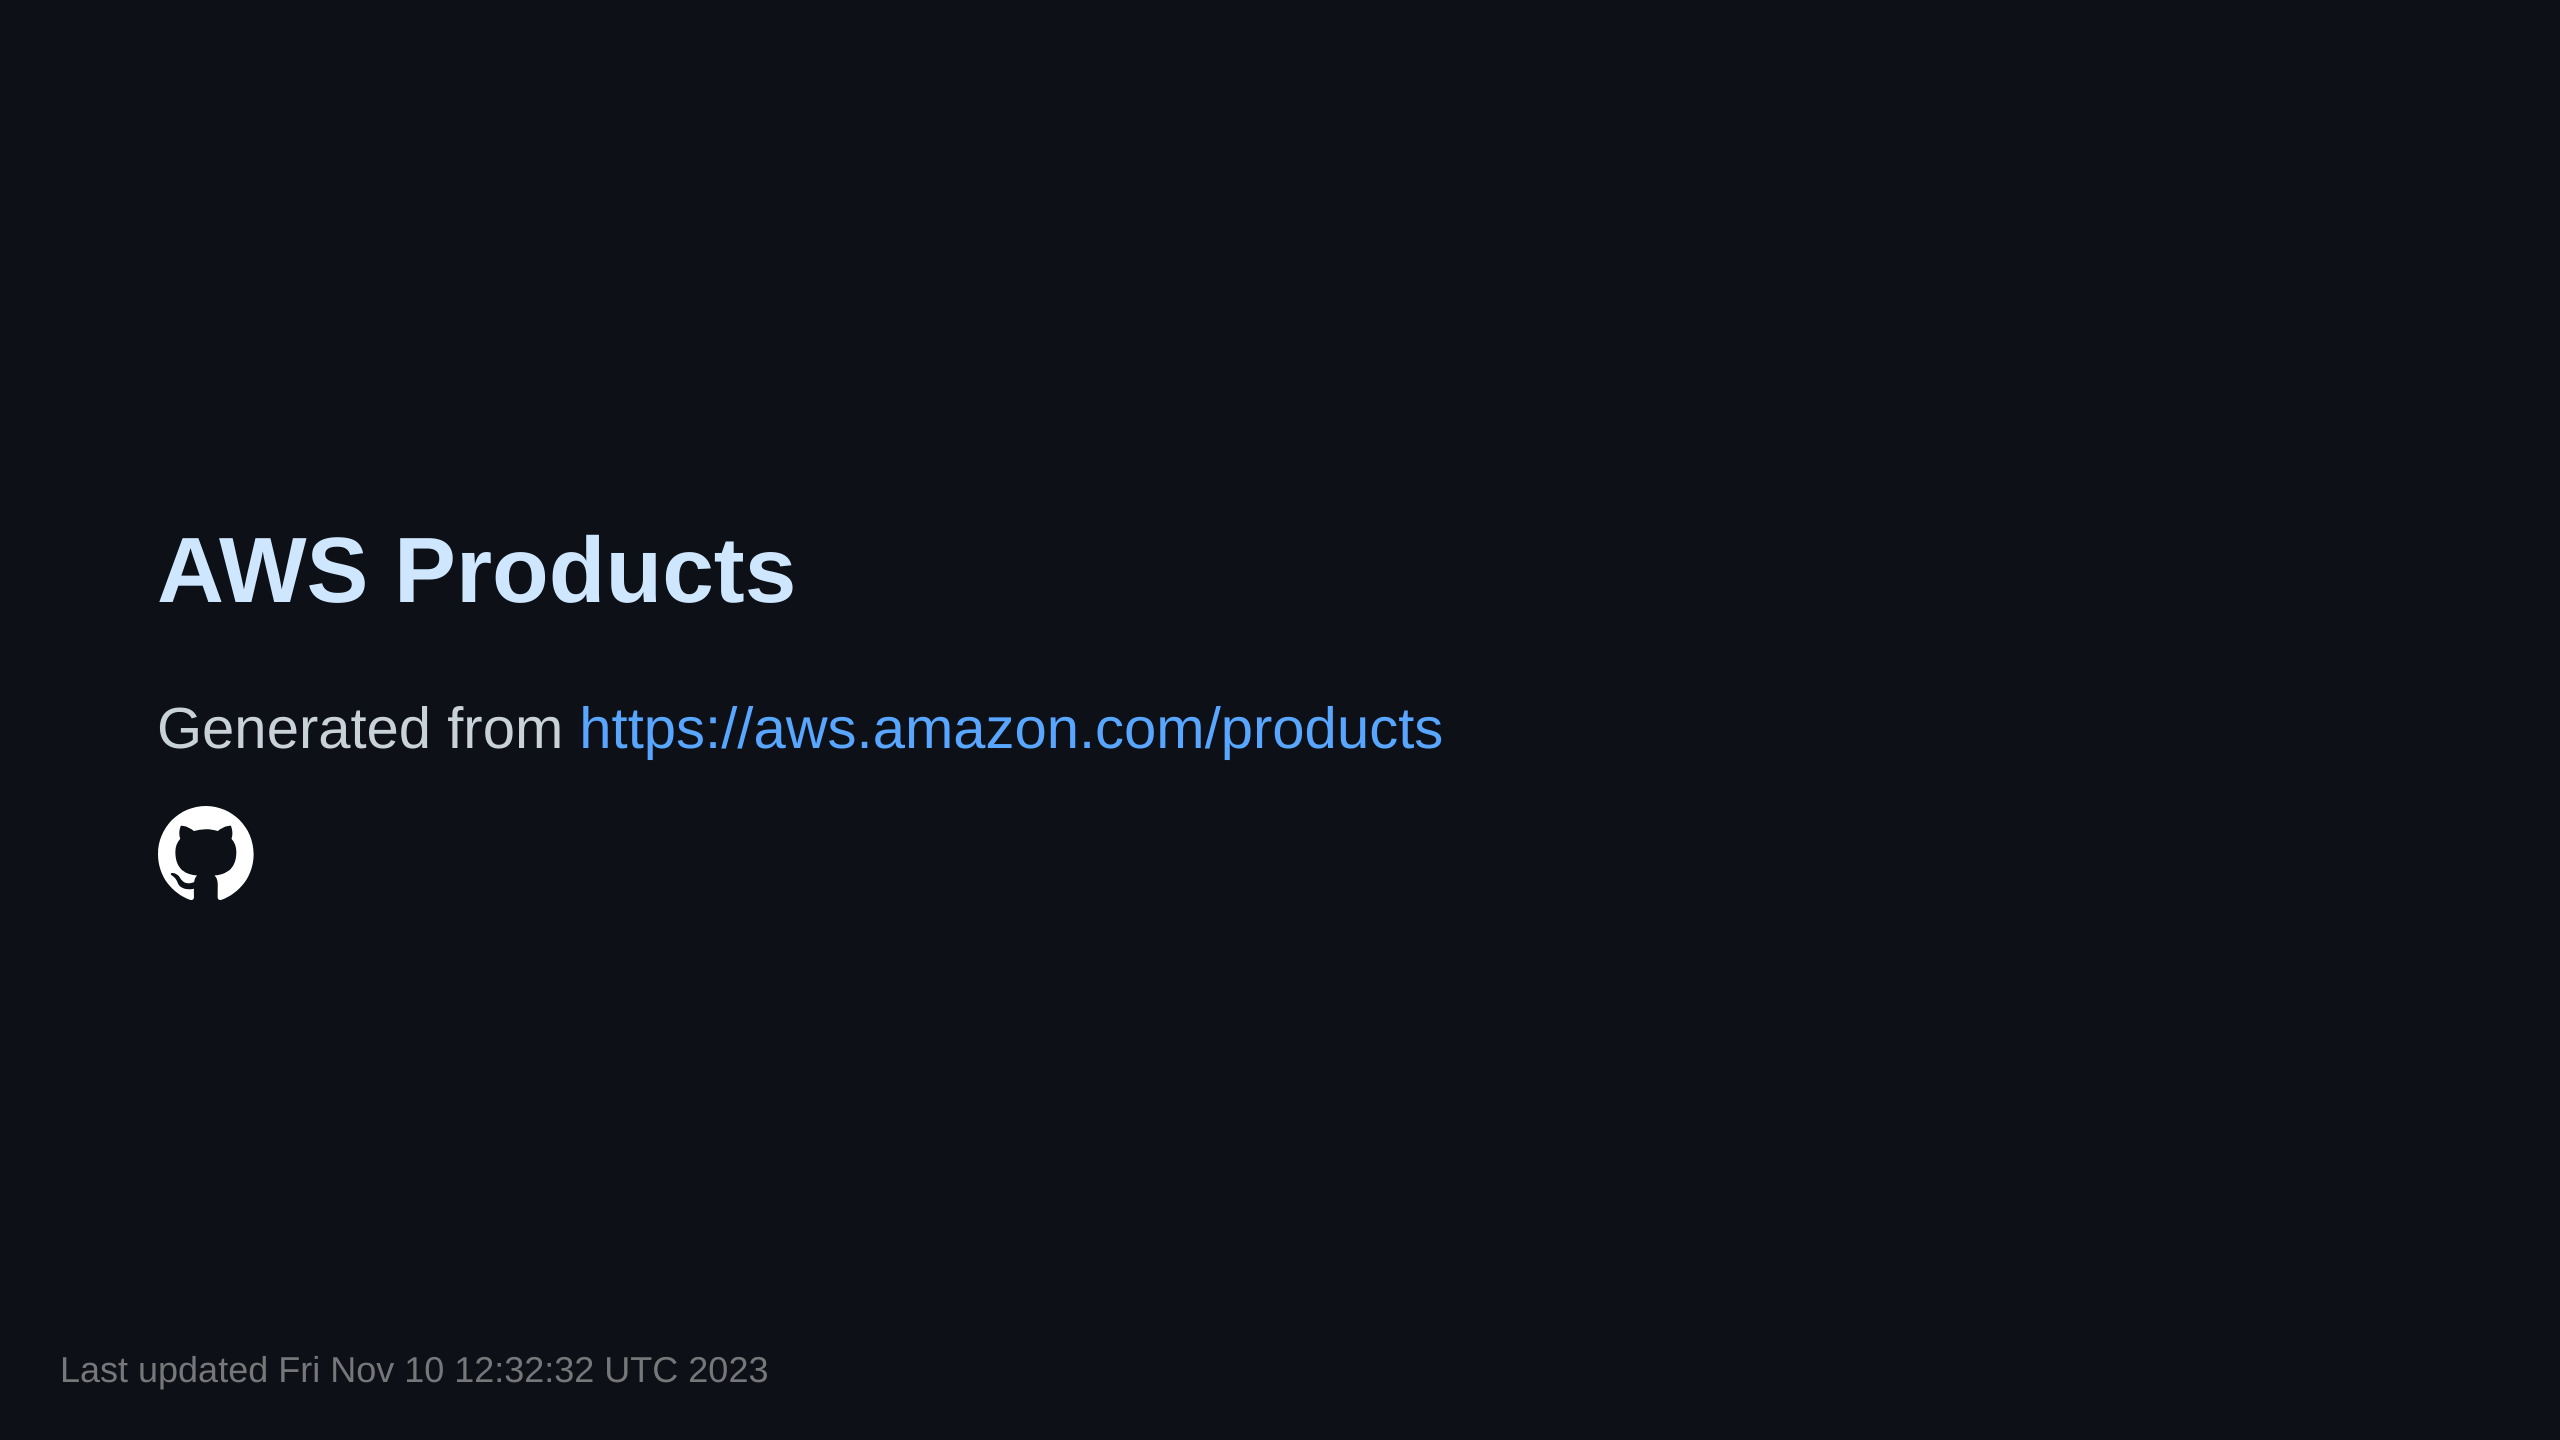 AWS Products
Generated from https://aws.amazon.com/products
Last updated Fri Nov 10 12:32:32 UTC 2023